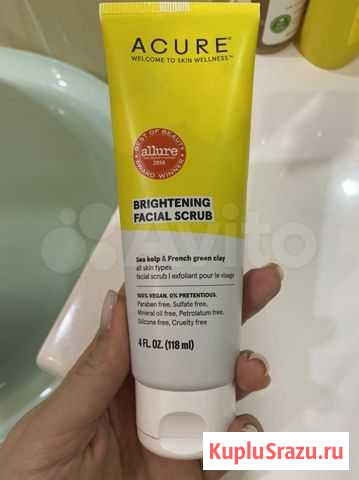 ACURE®
WELCOME TO SKIN WELLNESS™
BEST OF BEAUTY
allure
AWARD WINNER
BRIGHTENING
FACIAL SCRUB
Sea kelp & French green clay
all skin types
facial scrub | exfoliant pour le visage
100% VEGAN. 0% PRETENTIOUS.
Paraben free, Sulfate free,
Mineral oil free, Petrolatum free,
Silicone free, Cruelty free
4 FL. OZ. (118 ml)
Avito
KupluSrazu.ru